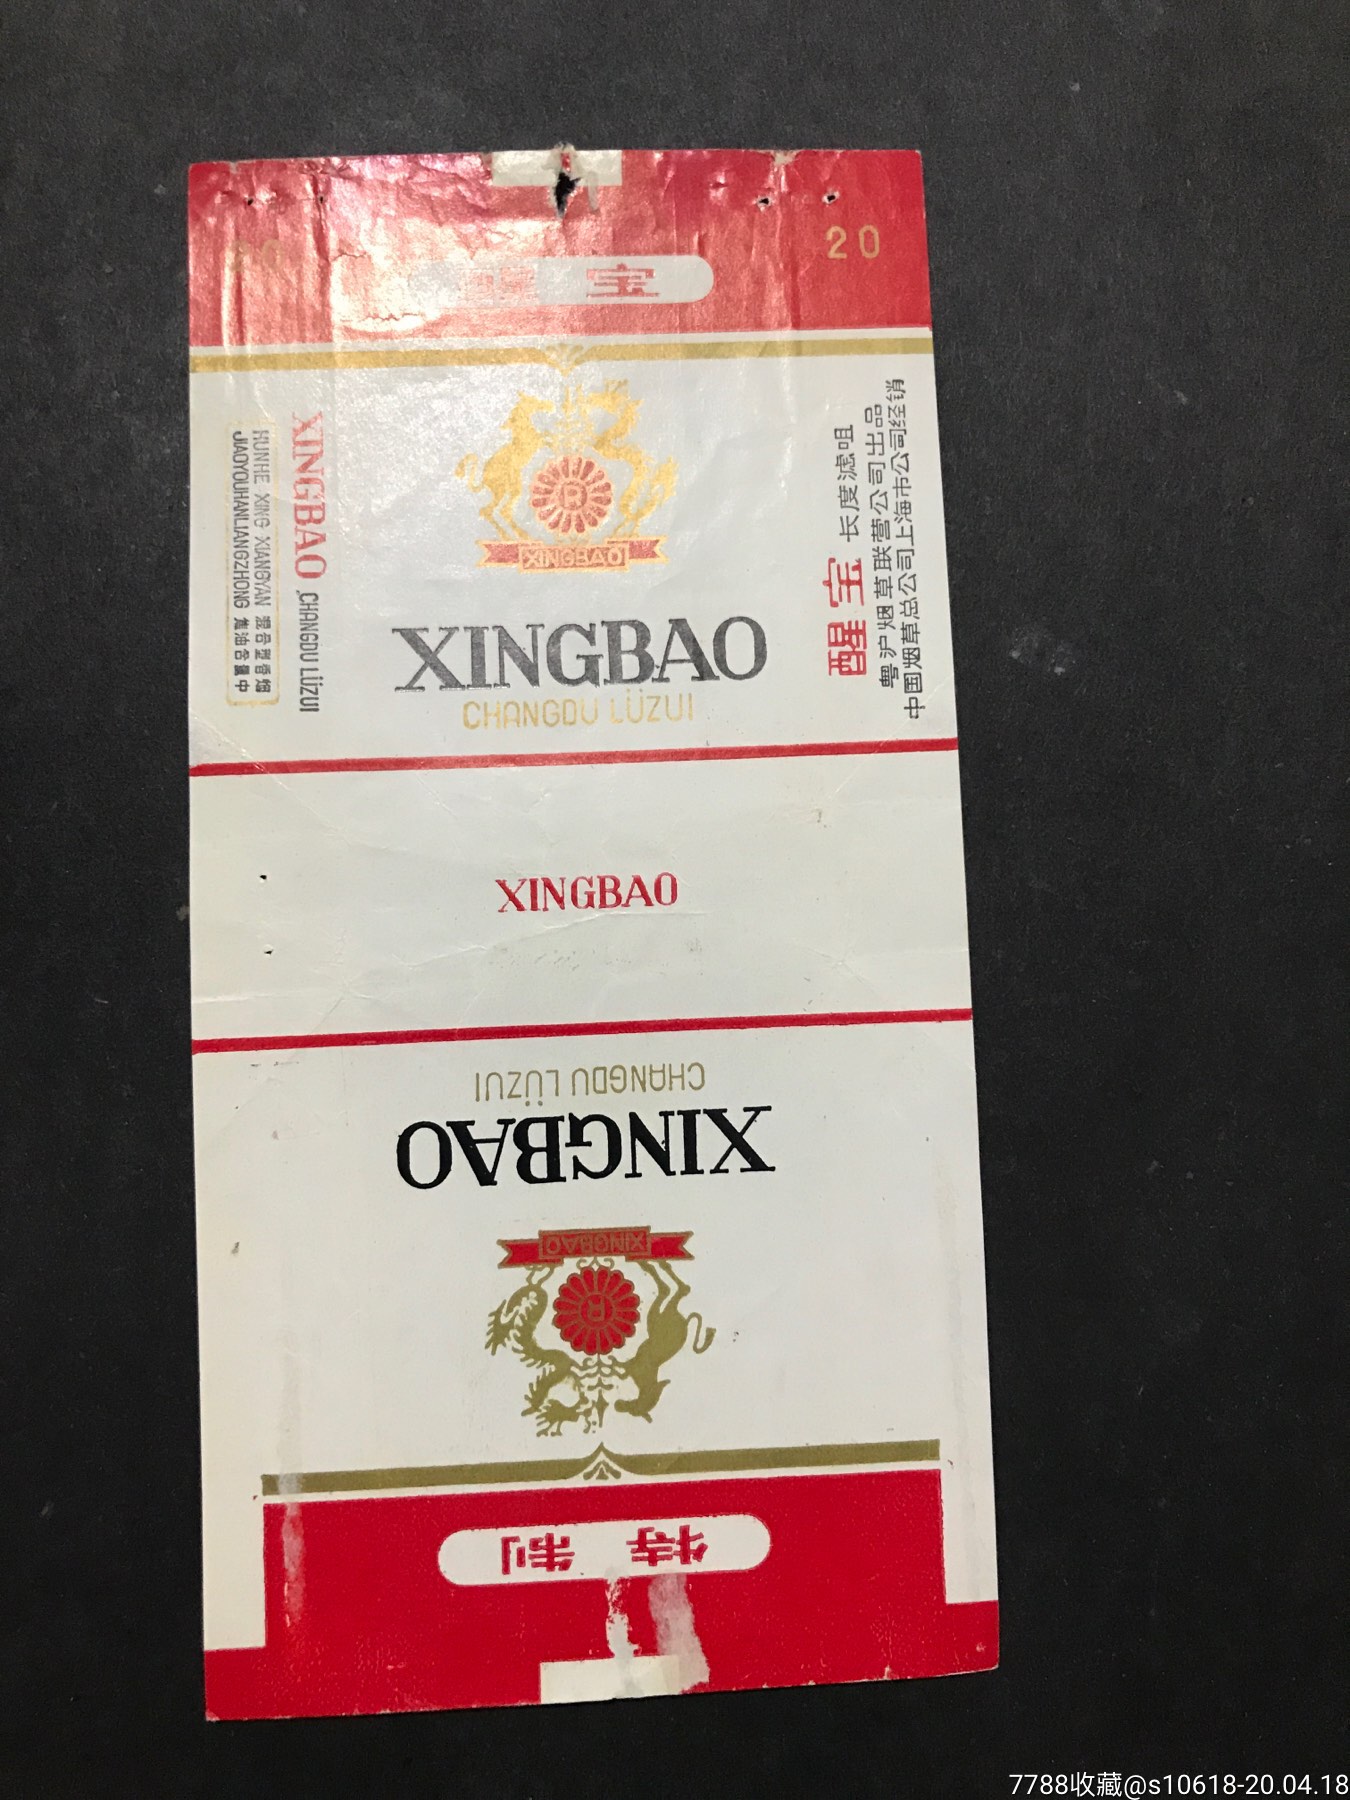 20
20
醒 宝
XINGBAO
XINGBAO
CHANGDU LÜZUI
XINGBAO CHANGDU LÜZUI
HUNHE XING XIANGYAN 混合型香烟
JIAOYOUHANLIANGZHONG 焦油含量中
醒宝 长度滤咀
粤沪烟草联营公司出品
中国烟草总公司上海市公司经销
XINGBAO
CHANGDU LÜZUI
XINGBAO
XINGBAO
R
特制
7788收藏@s10618-20.04.18